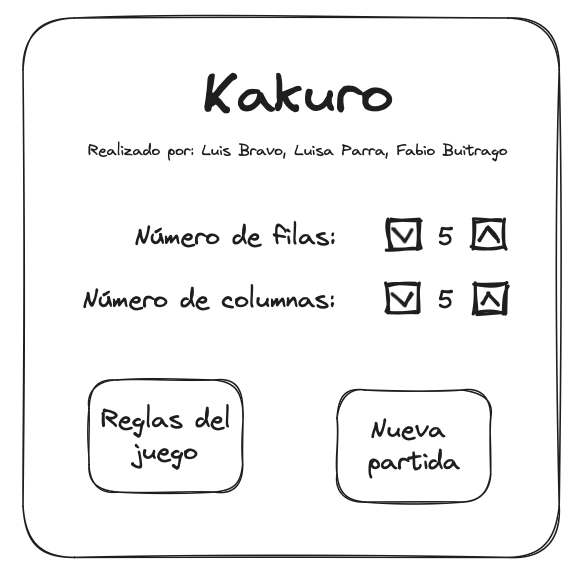 Kakuro
Realizado por: Luis Bravo, Luisa Parra, Fabio Buitrago
Número de filas: 5
Número de columnas: 5
Reglas del
juego
Nueva
partida